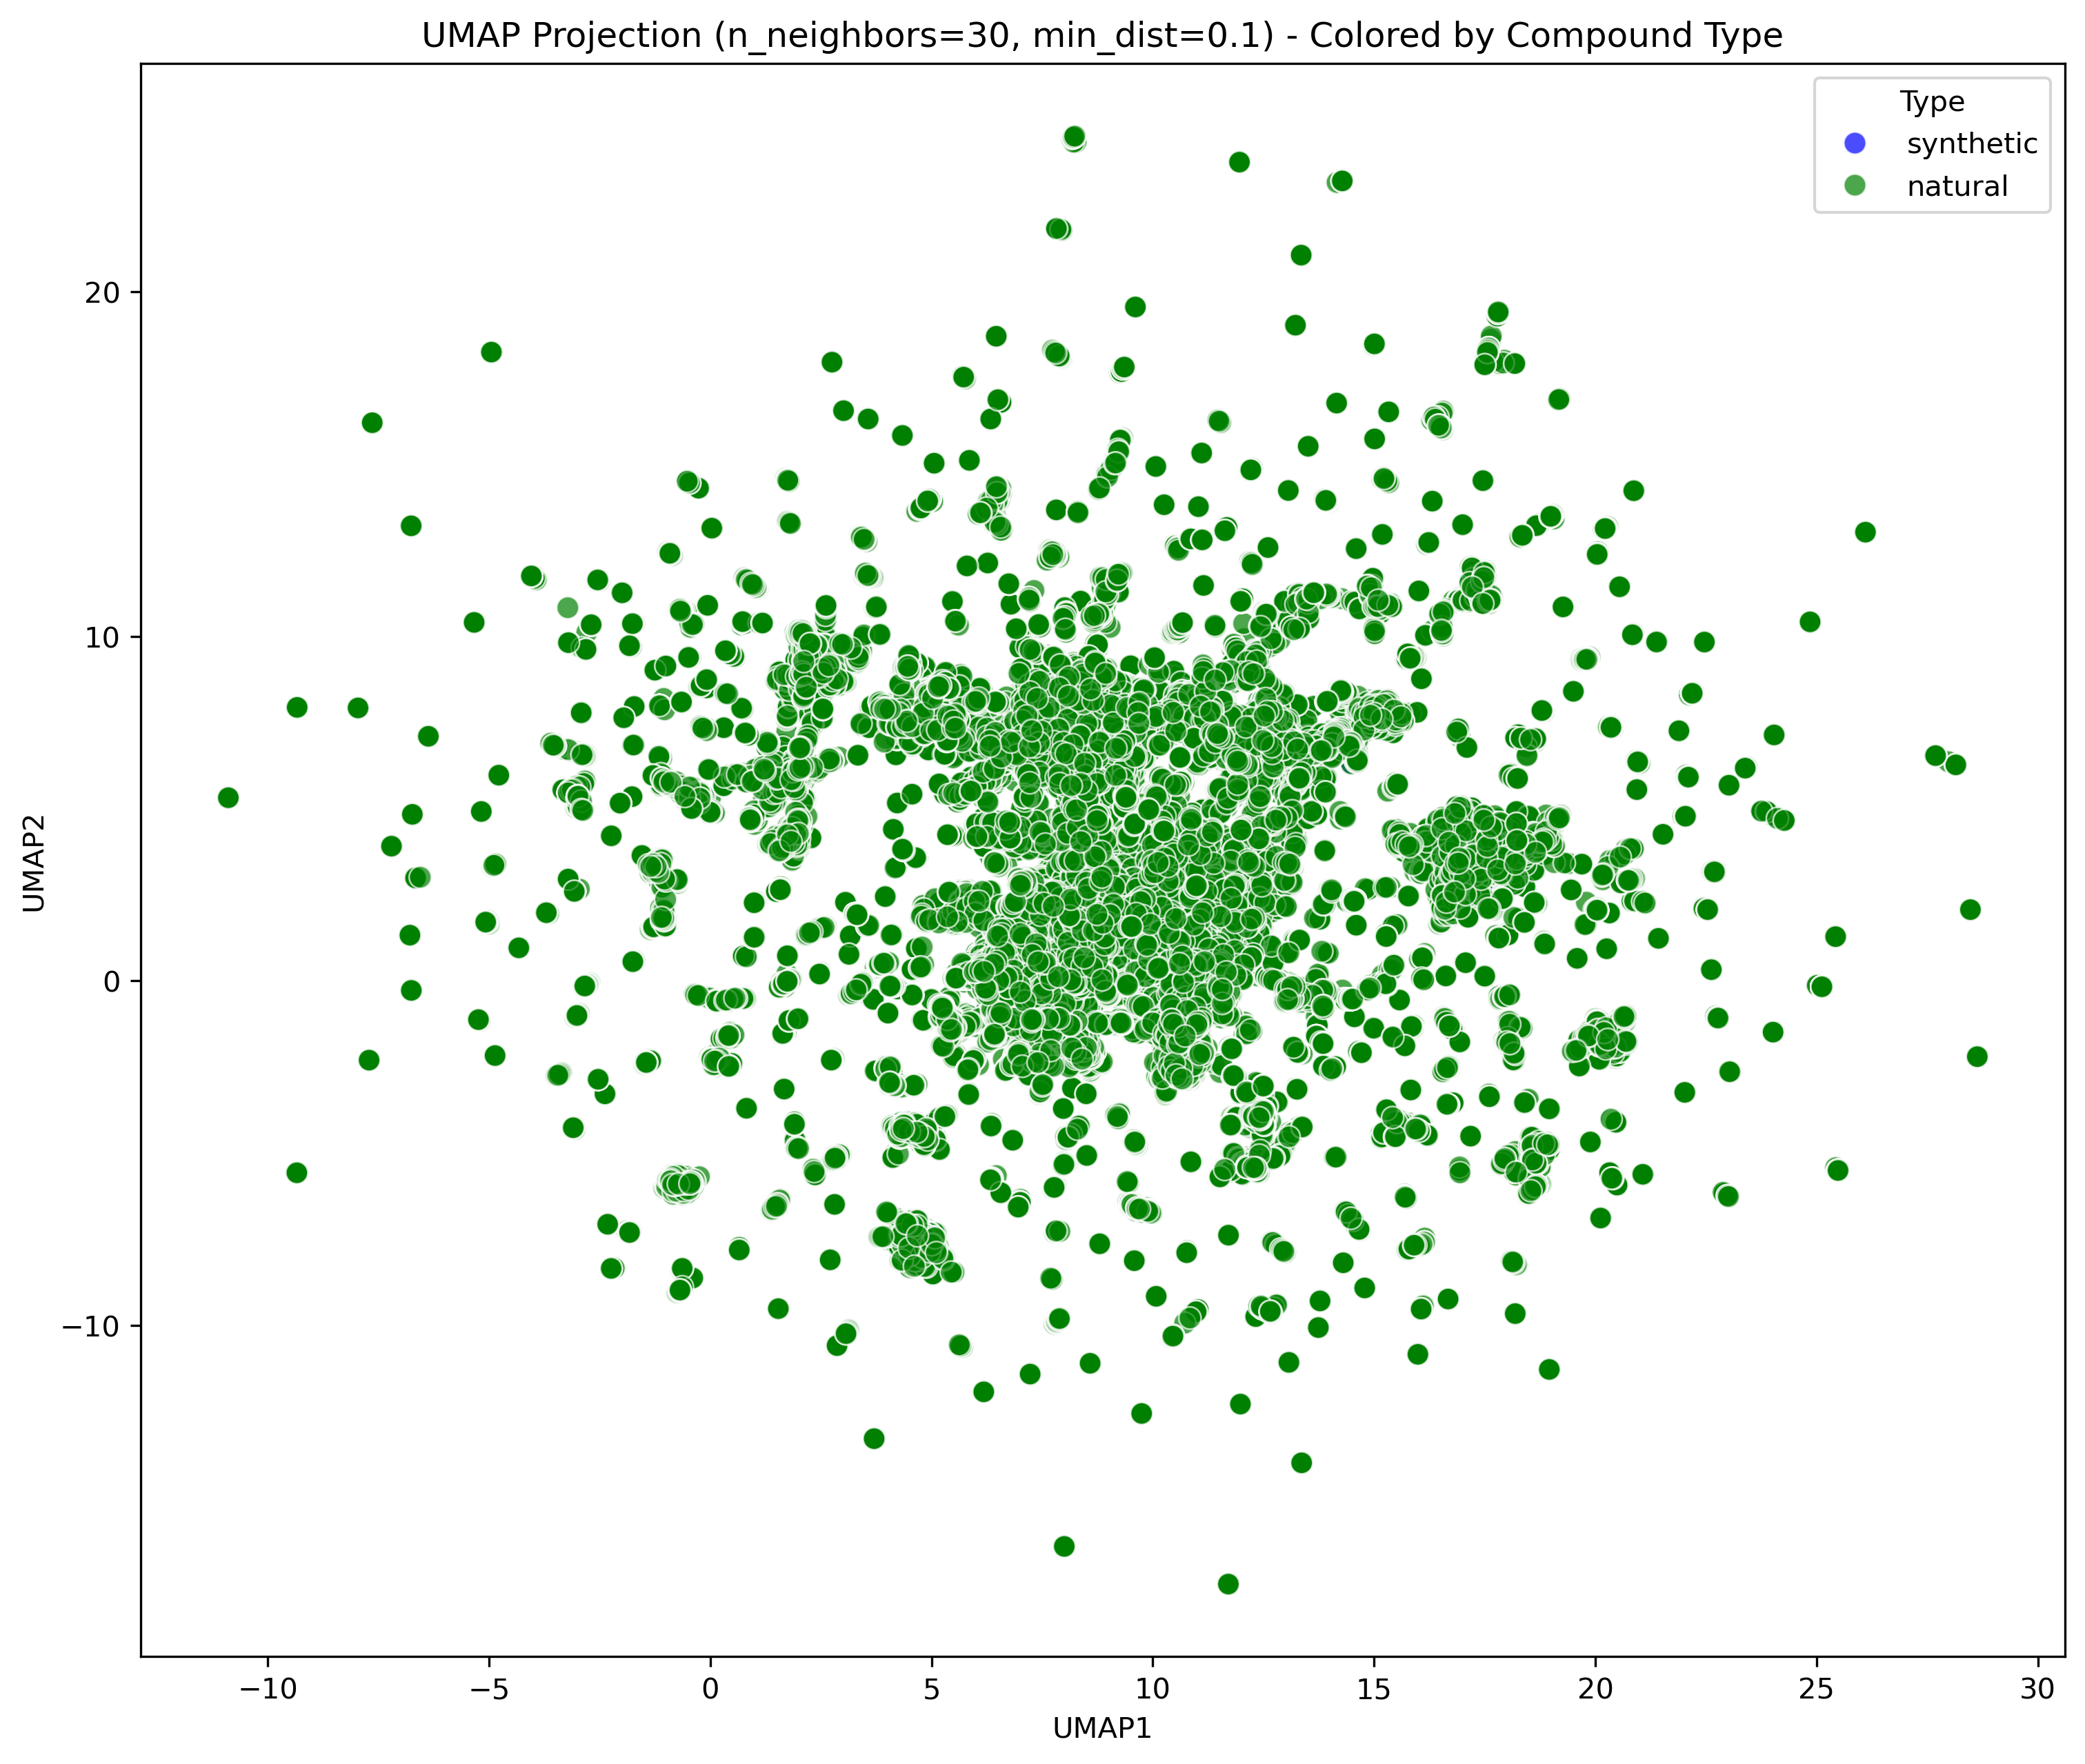 UMAP Projection (n_neighbors=30, min_dist=0.1) - Colored by Compound Type
Type
synthetic
natural
20
10
0
−10
UMAP2
−10
−5
0
5
10
15
20
25
30
UMAP1